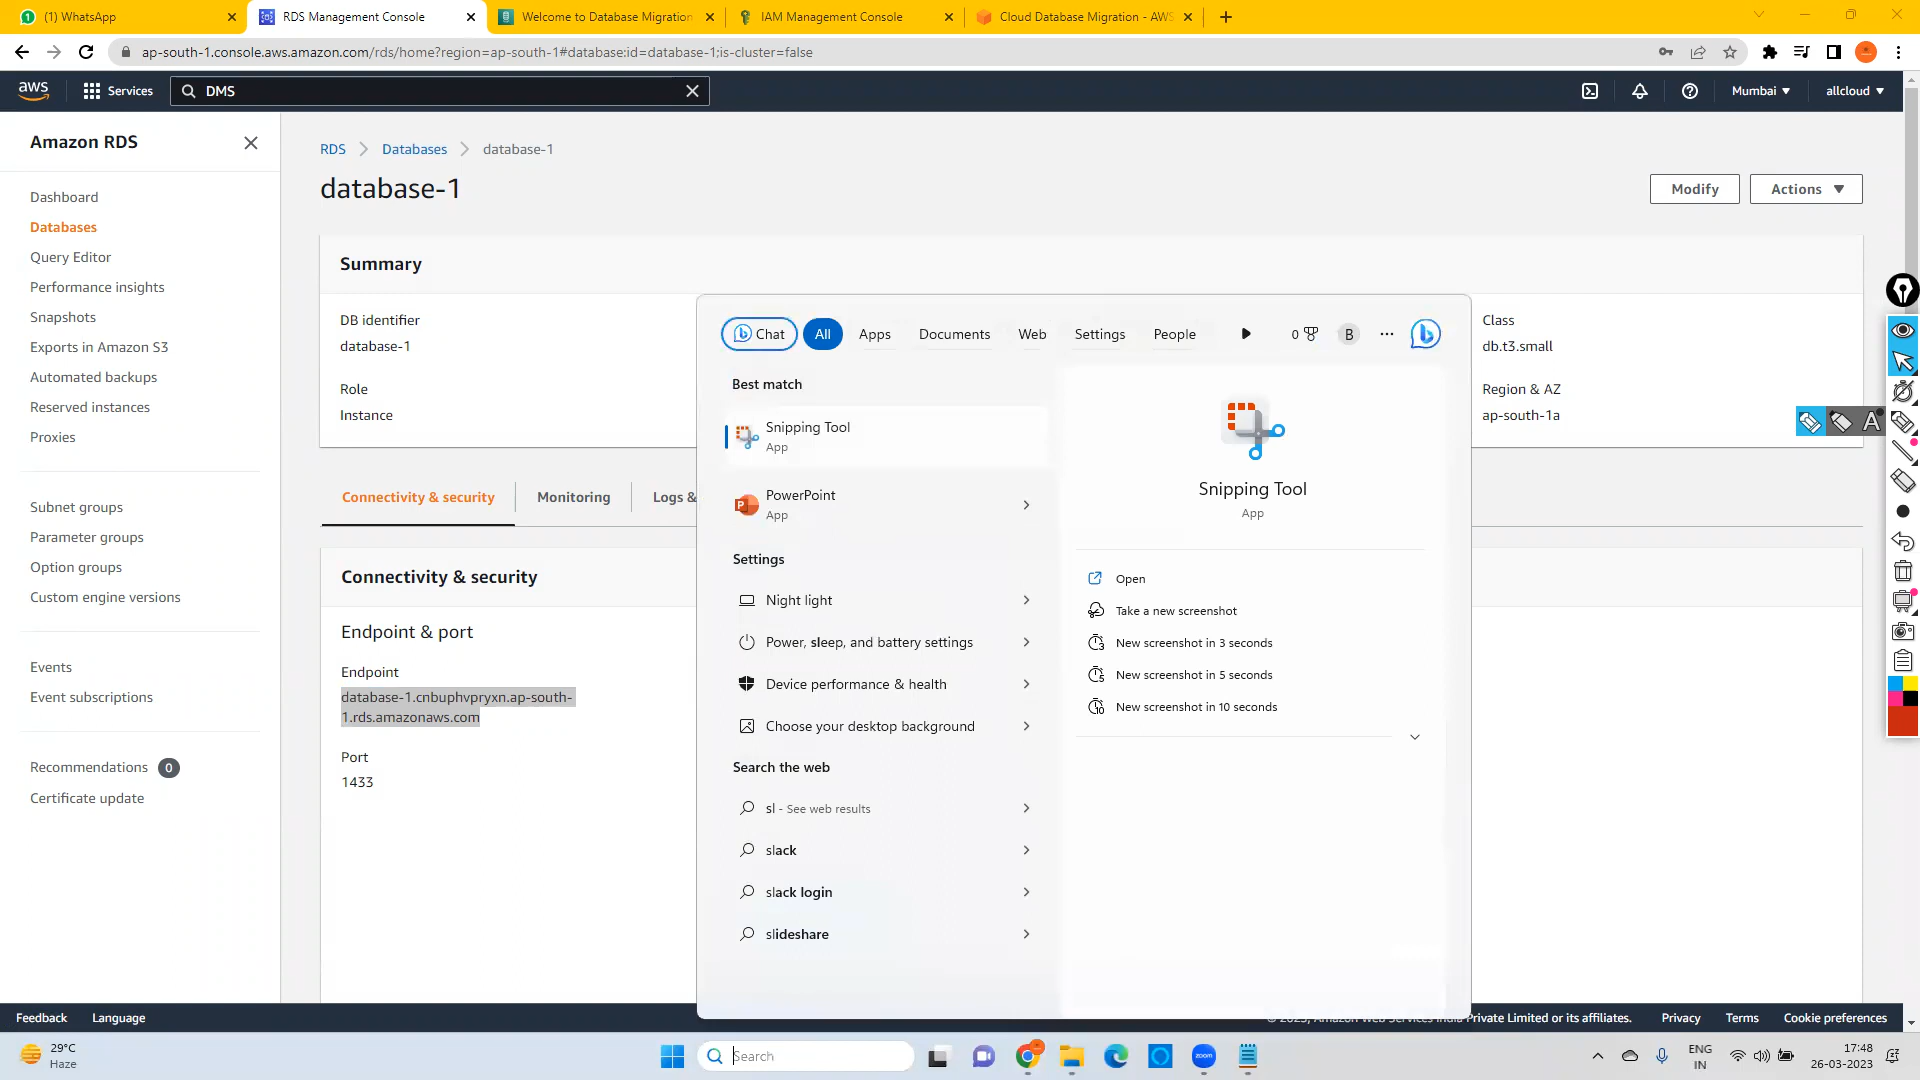 (1) WhatsApp
RDS Management Console
Welcome to Database Migration
IAM Management Console
Cloud Database Migration - AWS
ap-south-1.console.aws.amazon.com/rds/home?region=ap-south-1#database:id=database-1;is-cluster=false
aws
Services
DMS
Mumbai
allcloud
Amazon RDS
Dashboard
Databases
Query Editor
Performance insights
Snapshots
Exports in Amazon S3
Automated backups
Reserved instances
Proxies
Subnet groups
Parameter groups
Option groups
Custom engine versions
Events
Event subscriptions
Recommendations 0
Certificate update
RDS
Databases
database-1
database-1
Modify
Actions
Summary
DB identifier
database-1
Role
Instance
Class
db.t3.small
Region & AZ
ap-south-1a
Connectivity & security
Monitoring
Logs &
Connectivity & security
Endpoint & port
Endpoint
database-1.cnbuphvpryxn.ap-south-
1.rds.amazonaws.com
Port
1433
Chat
All
Apps
Documents
Web
Settings
People
0
B
Best match
Snipping Tool
App
PowerPoint
App
Settings
Night light
Power, sleep, and battery settings
Device performance & health
Choose your desktop background
Search the web
sl - See web results
slack
slack login
slideshare
Snipping Tool
App
Open
Take a new screenshot
New screenshot in 3 seconds
New screenshot in 5 seconds
New screenshot in 10 seconds
A
Feedback
Language
© 2023, Amazon Web Services India Private Limited or its affiliates.
Privacy
Terms
Cookie preferences
29°C
Haze
Search
zoom
ENG
IN
17:48
26-03-2023